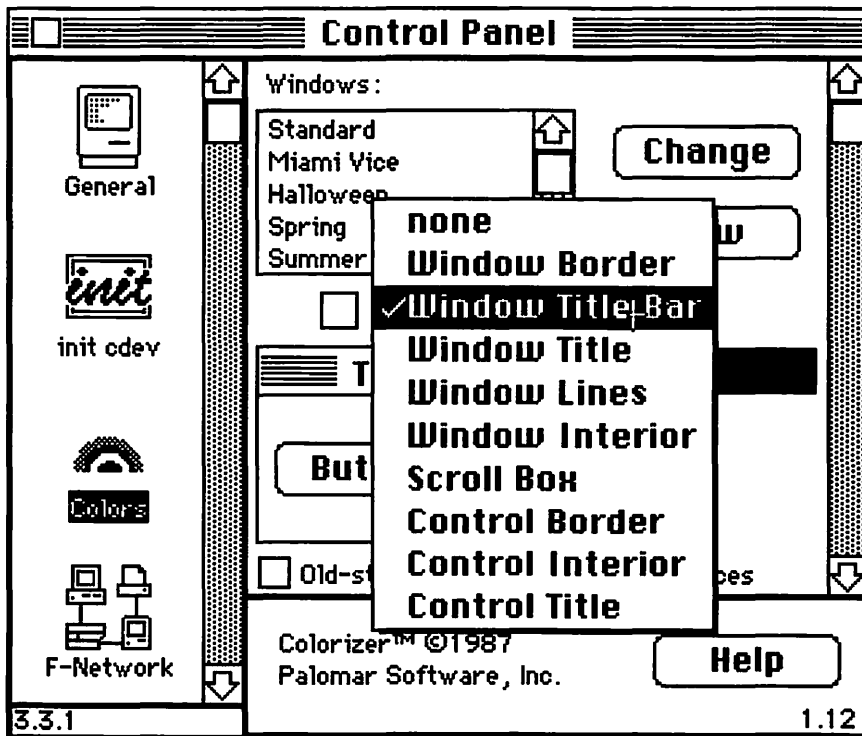 Control Panel
General
init
init cdev
Colors
F-Network
3.3.1
Windows:
Standard
Miami Vice
Halloween
Spring
Summer
Change
none
Window Border
✓Window Title Bar
Window Title
Window Lines
Window Interior
Scroll Box
Control Border
Control Interior
Control Title
Colorizer™ ©1987
Palomar Software, Inc.
Help
1.12